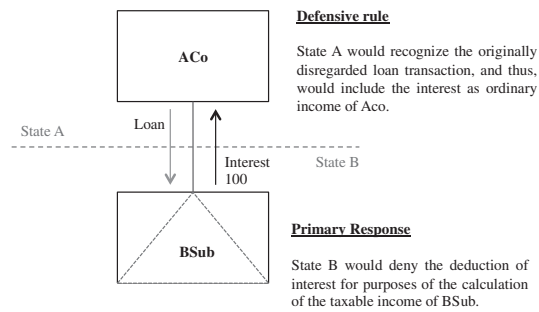 Defensive rule
ACo
State A would recognize the originally
disregarded loan transaction, and thus,
would include the interest as ordinary
income of Aco.
Loan
State A
Interest
100
State B
Primary Response
BSub
State B would deny the deduction of
interest for purposes of the calculation
of the taxable income of BSub.